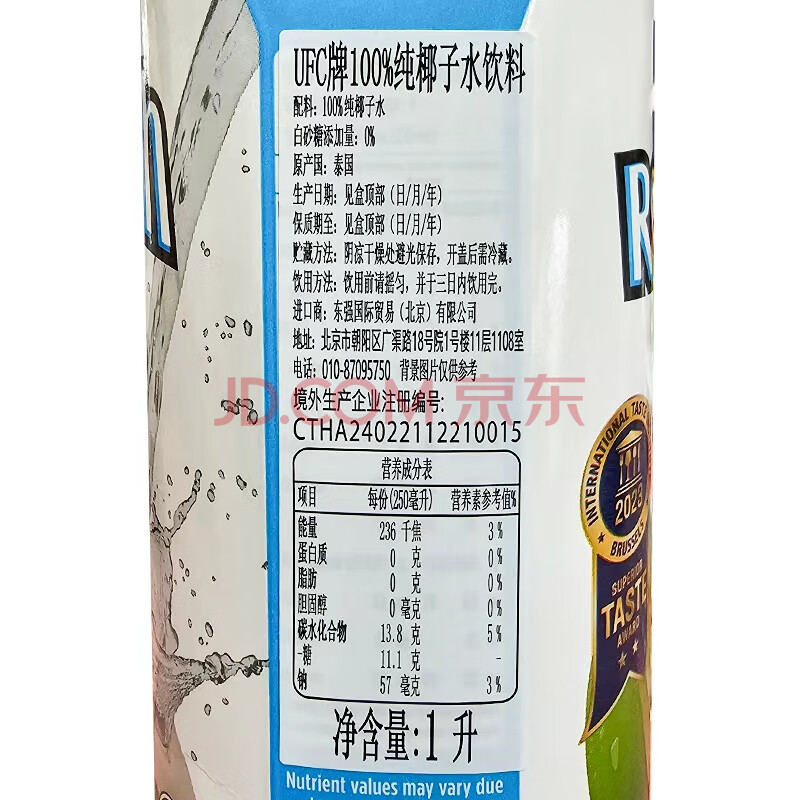 UFC牌100%纯椰子水饮料
配料：100%纯椰子水
白砂糖添加量：0%
原产国：泰国
生产日期：见盒顶部（日/月/年）
保质期至：见盒顶部（日/月/年）
贮藏方法：阴凉干燥处避光保存，开盖后需冷藏。
饮用方法：饮用前请摇匀，并于三日内饮用完。
进口商：东强国际贸易（北京）有限公司
地址：北京市朝阳区广渠路18号院1号楼11层1108室
电话：010-87095750 背景图片仅供参考
JD.COM 京东
境外生产企业注册编号：
CTHA24022112210015
营养成分表
项目 每份(250毫升) 营养素参考值%
能量 236 千焦 3%
蛋白质 0 克 0%
脂肪 0 克 0%
胆固醇 0 毫克 0%
碳水化合物 13.8 克 5%
-糖 11.1 克 -
钠 57 毫克 3%
净含量:1 升
Nutrient values may vary due
INTERNATIONAL TASTE
2023
BRUSSELS
SUPERIOR
TASTE
AWARD